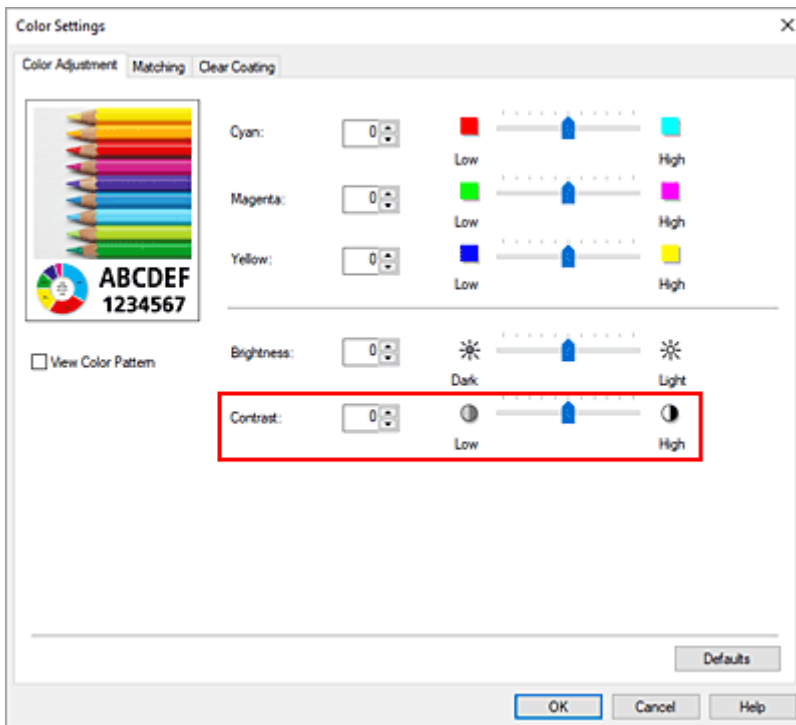 Color Settings
Color Adjustment Matching Clear Coating
Cyan: 0
Low High
Magenta: 0
Low High
Yellow: 0
Low High
ABCDEF
1234567
View Color Pattern
Brightness: 0
Dark Light
Contrast: 0
Low High
Defaults
OK Cancel Help